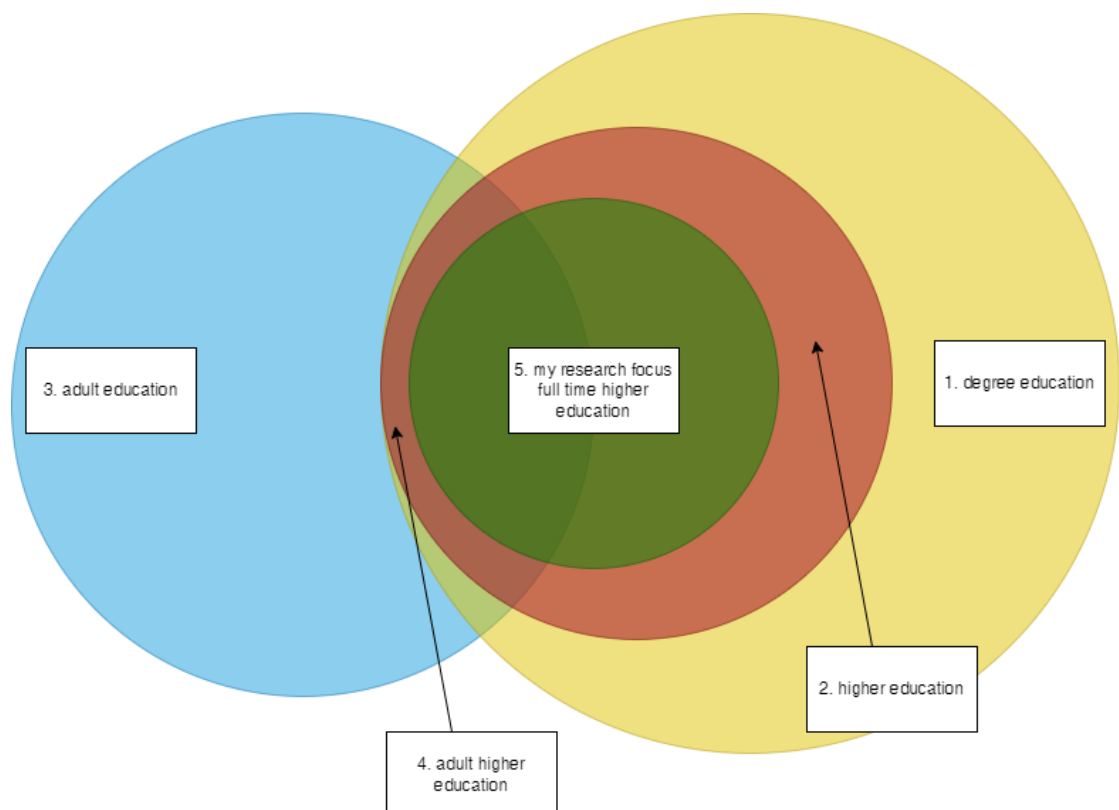 3. adult education
5. my research focus
full time higher
education
1. degree education
2. higher education
4. adult higher
education